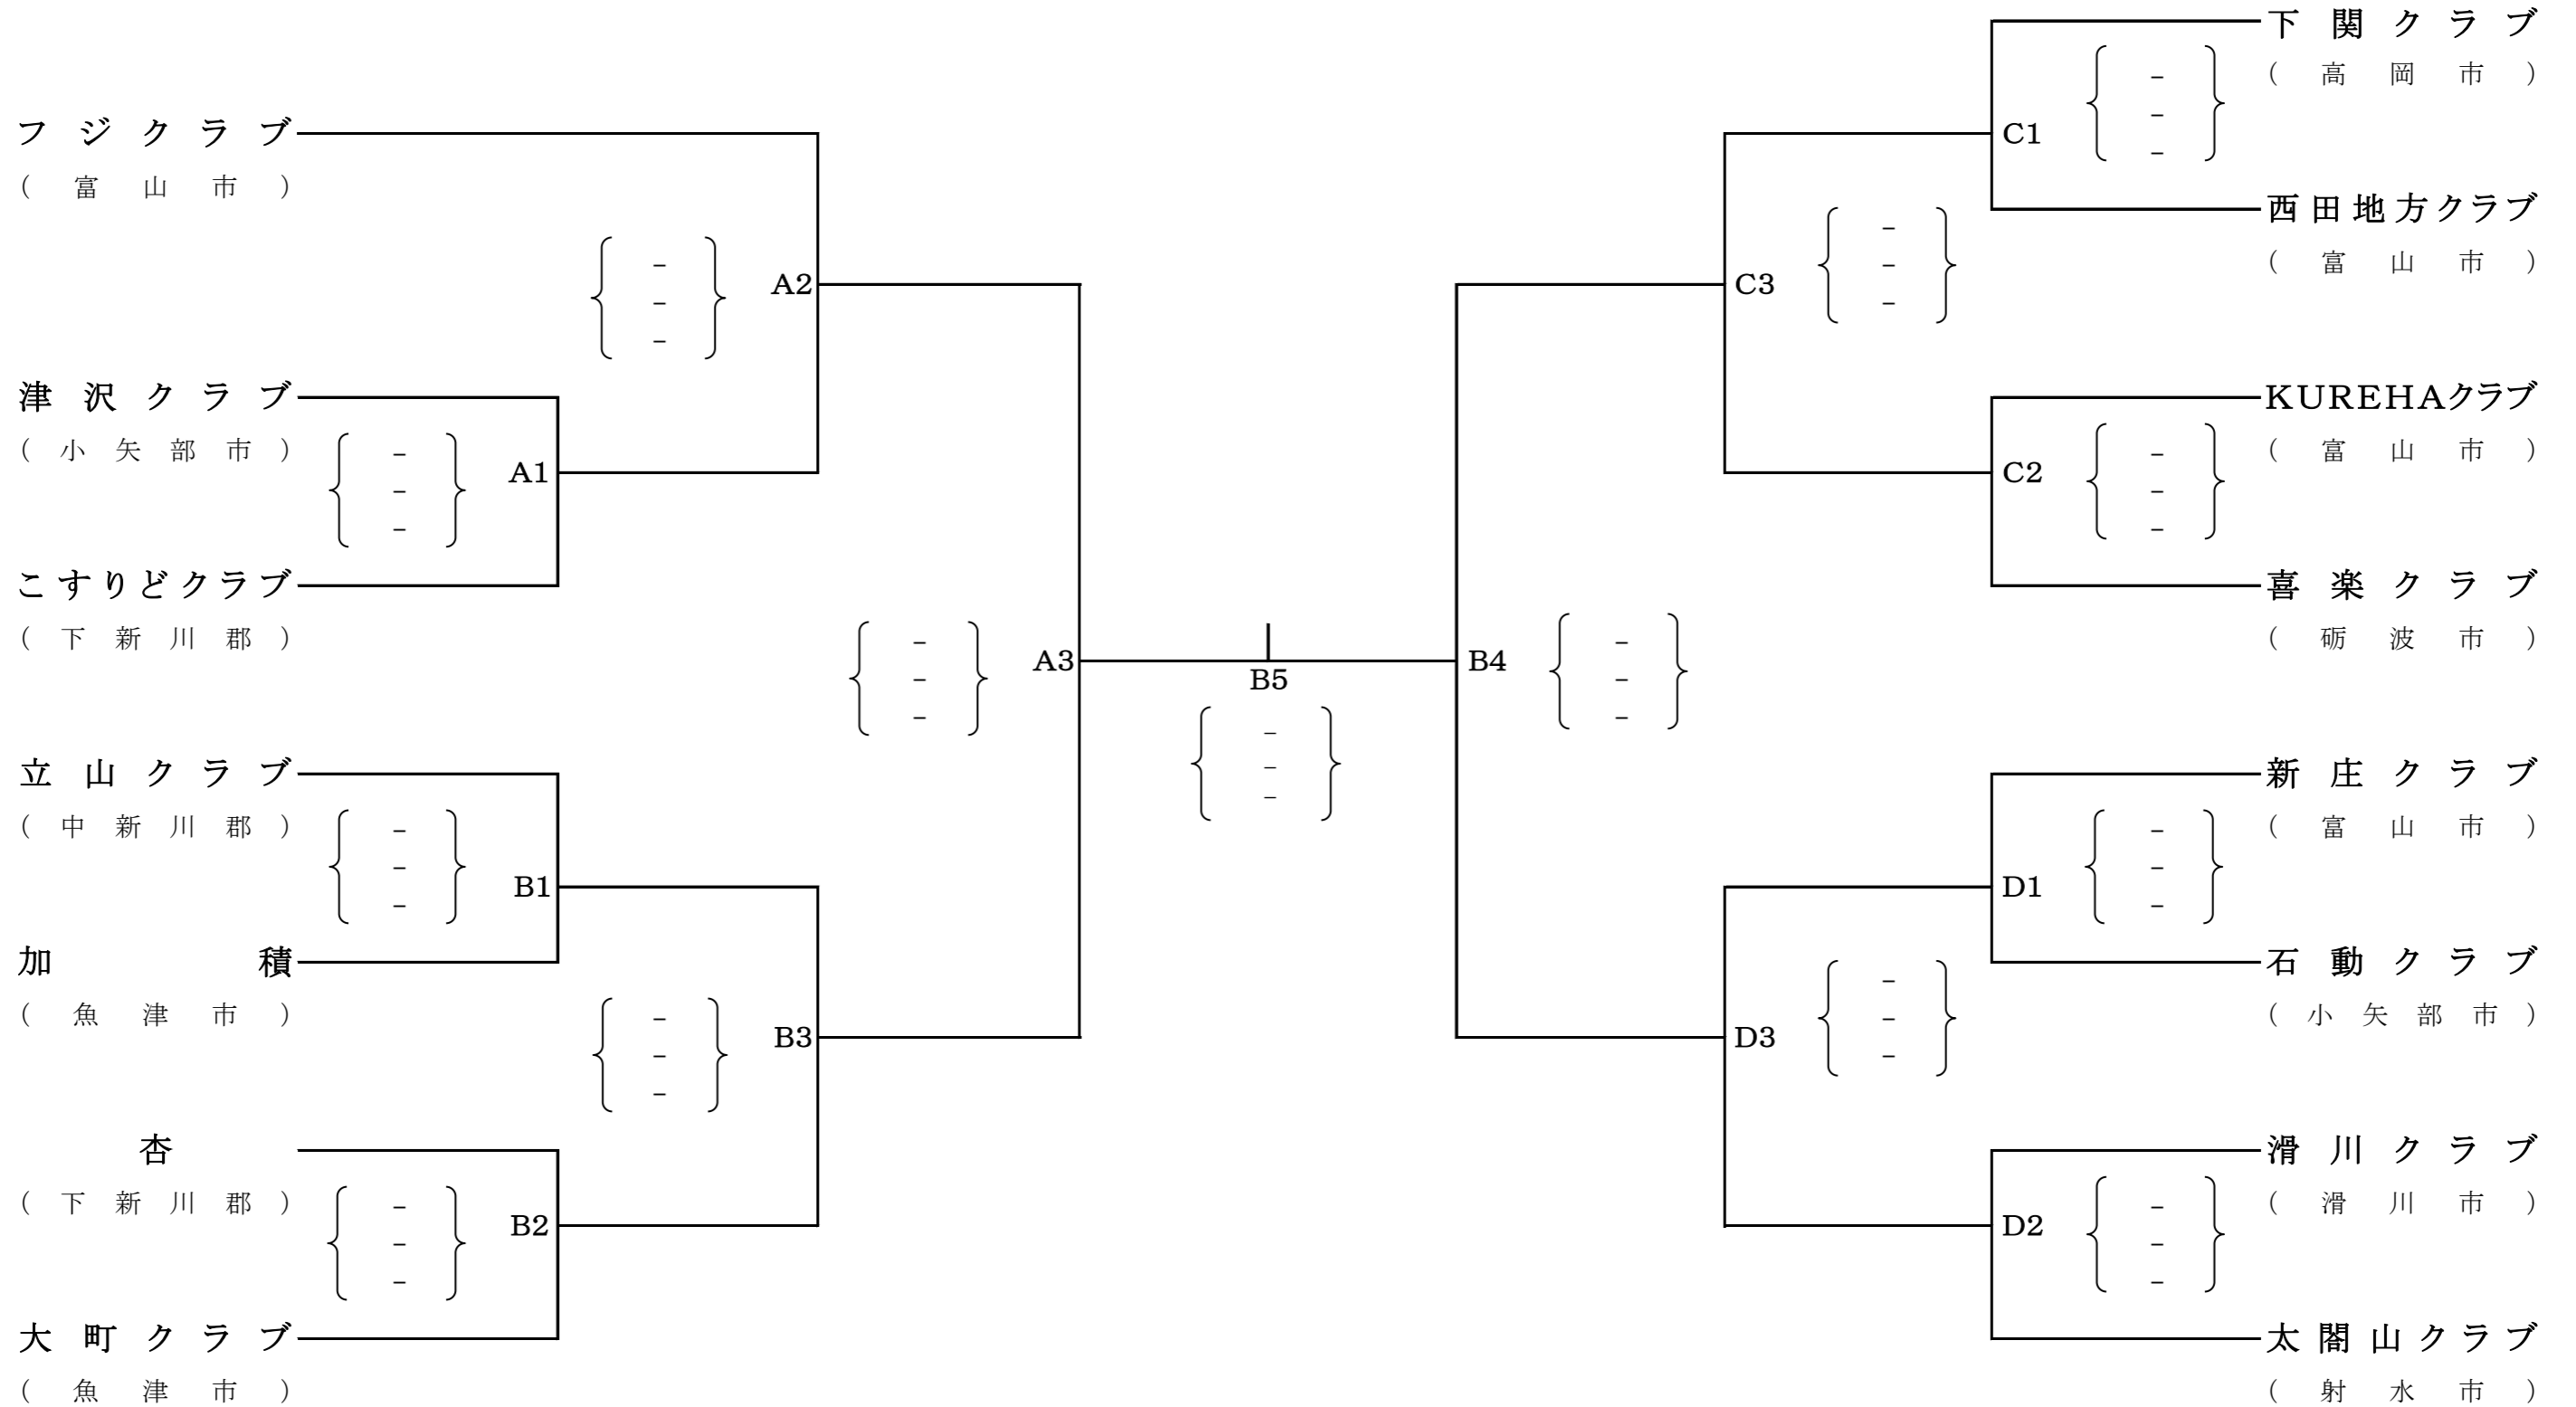 フジクラブ
(富山市)
-
-
-
A2
津沢クラブ
(小矢部市)
-
-
-
A1
こすりどクラブ
(下新川郡)
-
-
-
A3
立山クラブ
(中新川郡)
-
-
-
B1
加積
(魚津市)
-
-
-
B3
杏
(下新川郡)
-
-
-
B2
大町クラブ
(魚津市)
B5
-
-
-
下関クラブ
(高岡市)
C1
-
-
-
西田地方クラブ
(富山市)
C3
-
-
-
KUREHAクラブ
(富山市)
C2
-
-
-
喜楽クラブ
(砺波市)
B4
-
-
-
新庄クラブ
(富山市)
D1
-
-
-
石動クラブ
(小矢部市)
D3
-
-
-
滑川クラブ
(滑川市)
D2
-
-
-
太閤山クラブ
(射水市)